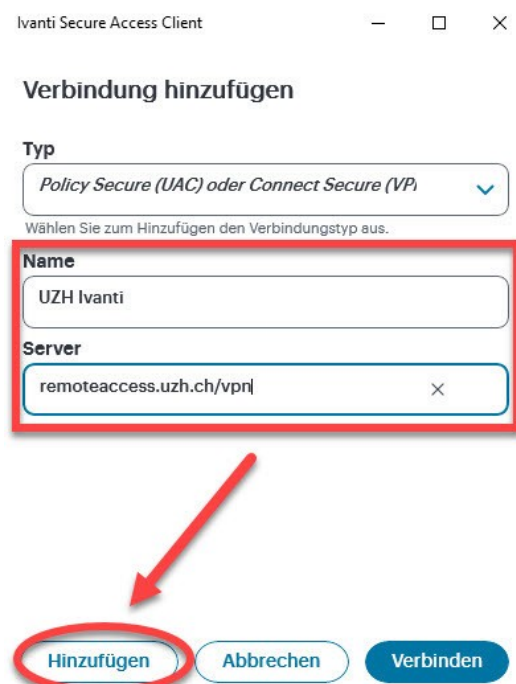 Ivanti Secure Access Client
Verbindung hinzufügen
Typ
Policy Secure (UAC) oder Connect Secure (VP
Wählen Sie zum Hinzufügen den Verbindungstyp aus.
Name
UZH Ivanti
Server
remoteaccess.uzh.ch/vpn
Hinzufügen Abbrechen Verbinden